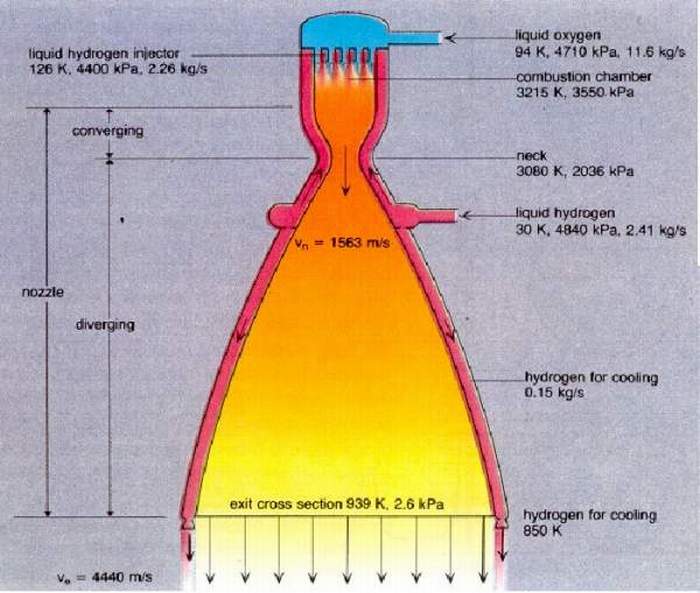 liquid hydrogen injector
126 K, 4400 kPa, 2.26 kg/s
liquid oxygen
94 K, 4710 kPa, 11.6 kg/s
combustion chamber
3215 K, 3550 kPa
converging
neck
3080 K, 2036 kPa
liquid hydrogen
30 K, 4840 kPa, 2.41 kg/s
vn = 1563 m/s
nozzle
diverging
hydrogen for cooling
0.15 kg/s
exit cross section 939 K, 2.6 kPa
hydrogen for cooling
850 K
ve = 4440 m/s